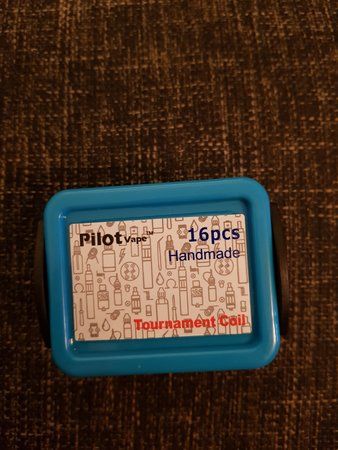 Pilot Vape™
16pcs
Handmade
Tournament Coil